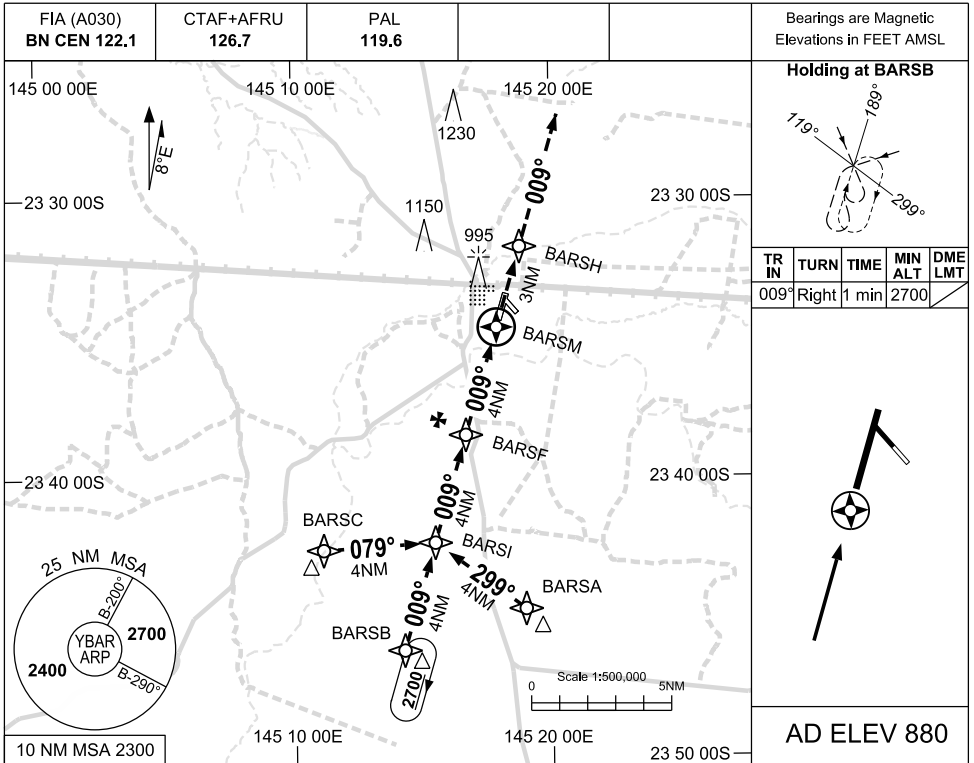 FIA (A030)
BN CEN 122.1
CTAF+AFRU
126.7
PAL
119.6
Bearings are Magnetic
Elevations in FEET AMSL
145 00 00E
145 10 00E
145 20 00E
8°E
1230
009°
23 30 00S
23 30 00S
1150
995
BARSH
3NM
BARSM
009°
4NM
BARSF
23 40 00S
23 40 00S
009°
4NM
BARSC
079°
4NM
BARSI
299°
4NM
BARSA
009°
4NM
BARSB
2700
25 NM MSA
B-200°
YBAR
ARP
2700
2400
B-290°
10 NM MSA 2300
Scale 1:500,000
0
5NM
145 10 00E
145 20 00E
23 50 00S
Holding at BARSB
189°
119°
299°
TR IN TURN TIME MIN ALT DME LMT
009° Right 1 min 2700
AD ELEV 880